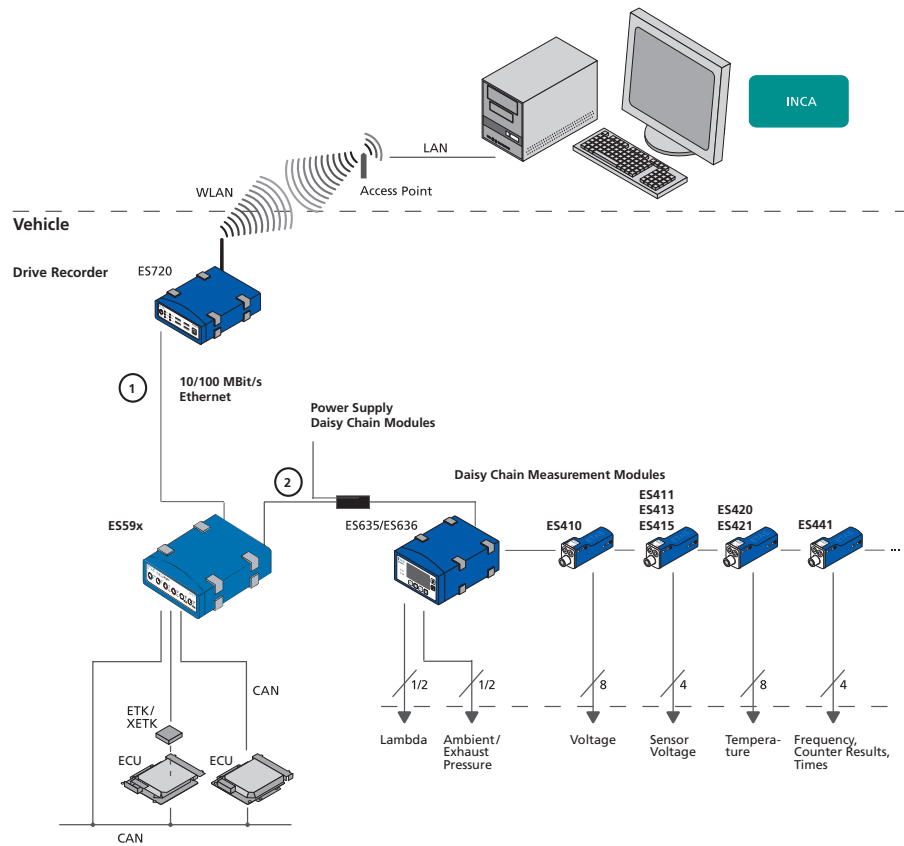 INCA
LAN
WLAN
Access Point
Vehicle
Drive Recorder
ES720
1
10/100 MBit/s
Ethernet
Power Supply
Daisy Chain Modules
2
Daisy Chain Measurement Modules
ES59x
ES635/ES636
ES410
ES411
ES413
ES415
ES420
ES421
ES441
...
1/2
1/2
8
4
8
4
CAN
ETK/
XETK
ECU
ECU
CAN
Lambda
Ambient/
Exhaust
Pressure
Voltage
Sensor
Voltage
Tempera-
ture
Frequency,
Counter Results,
Times